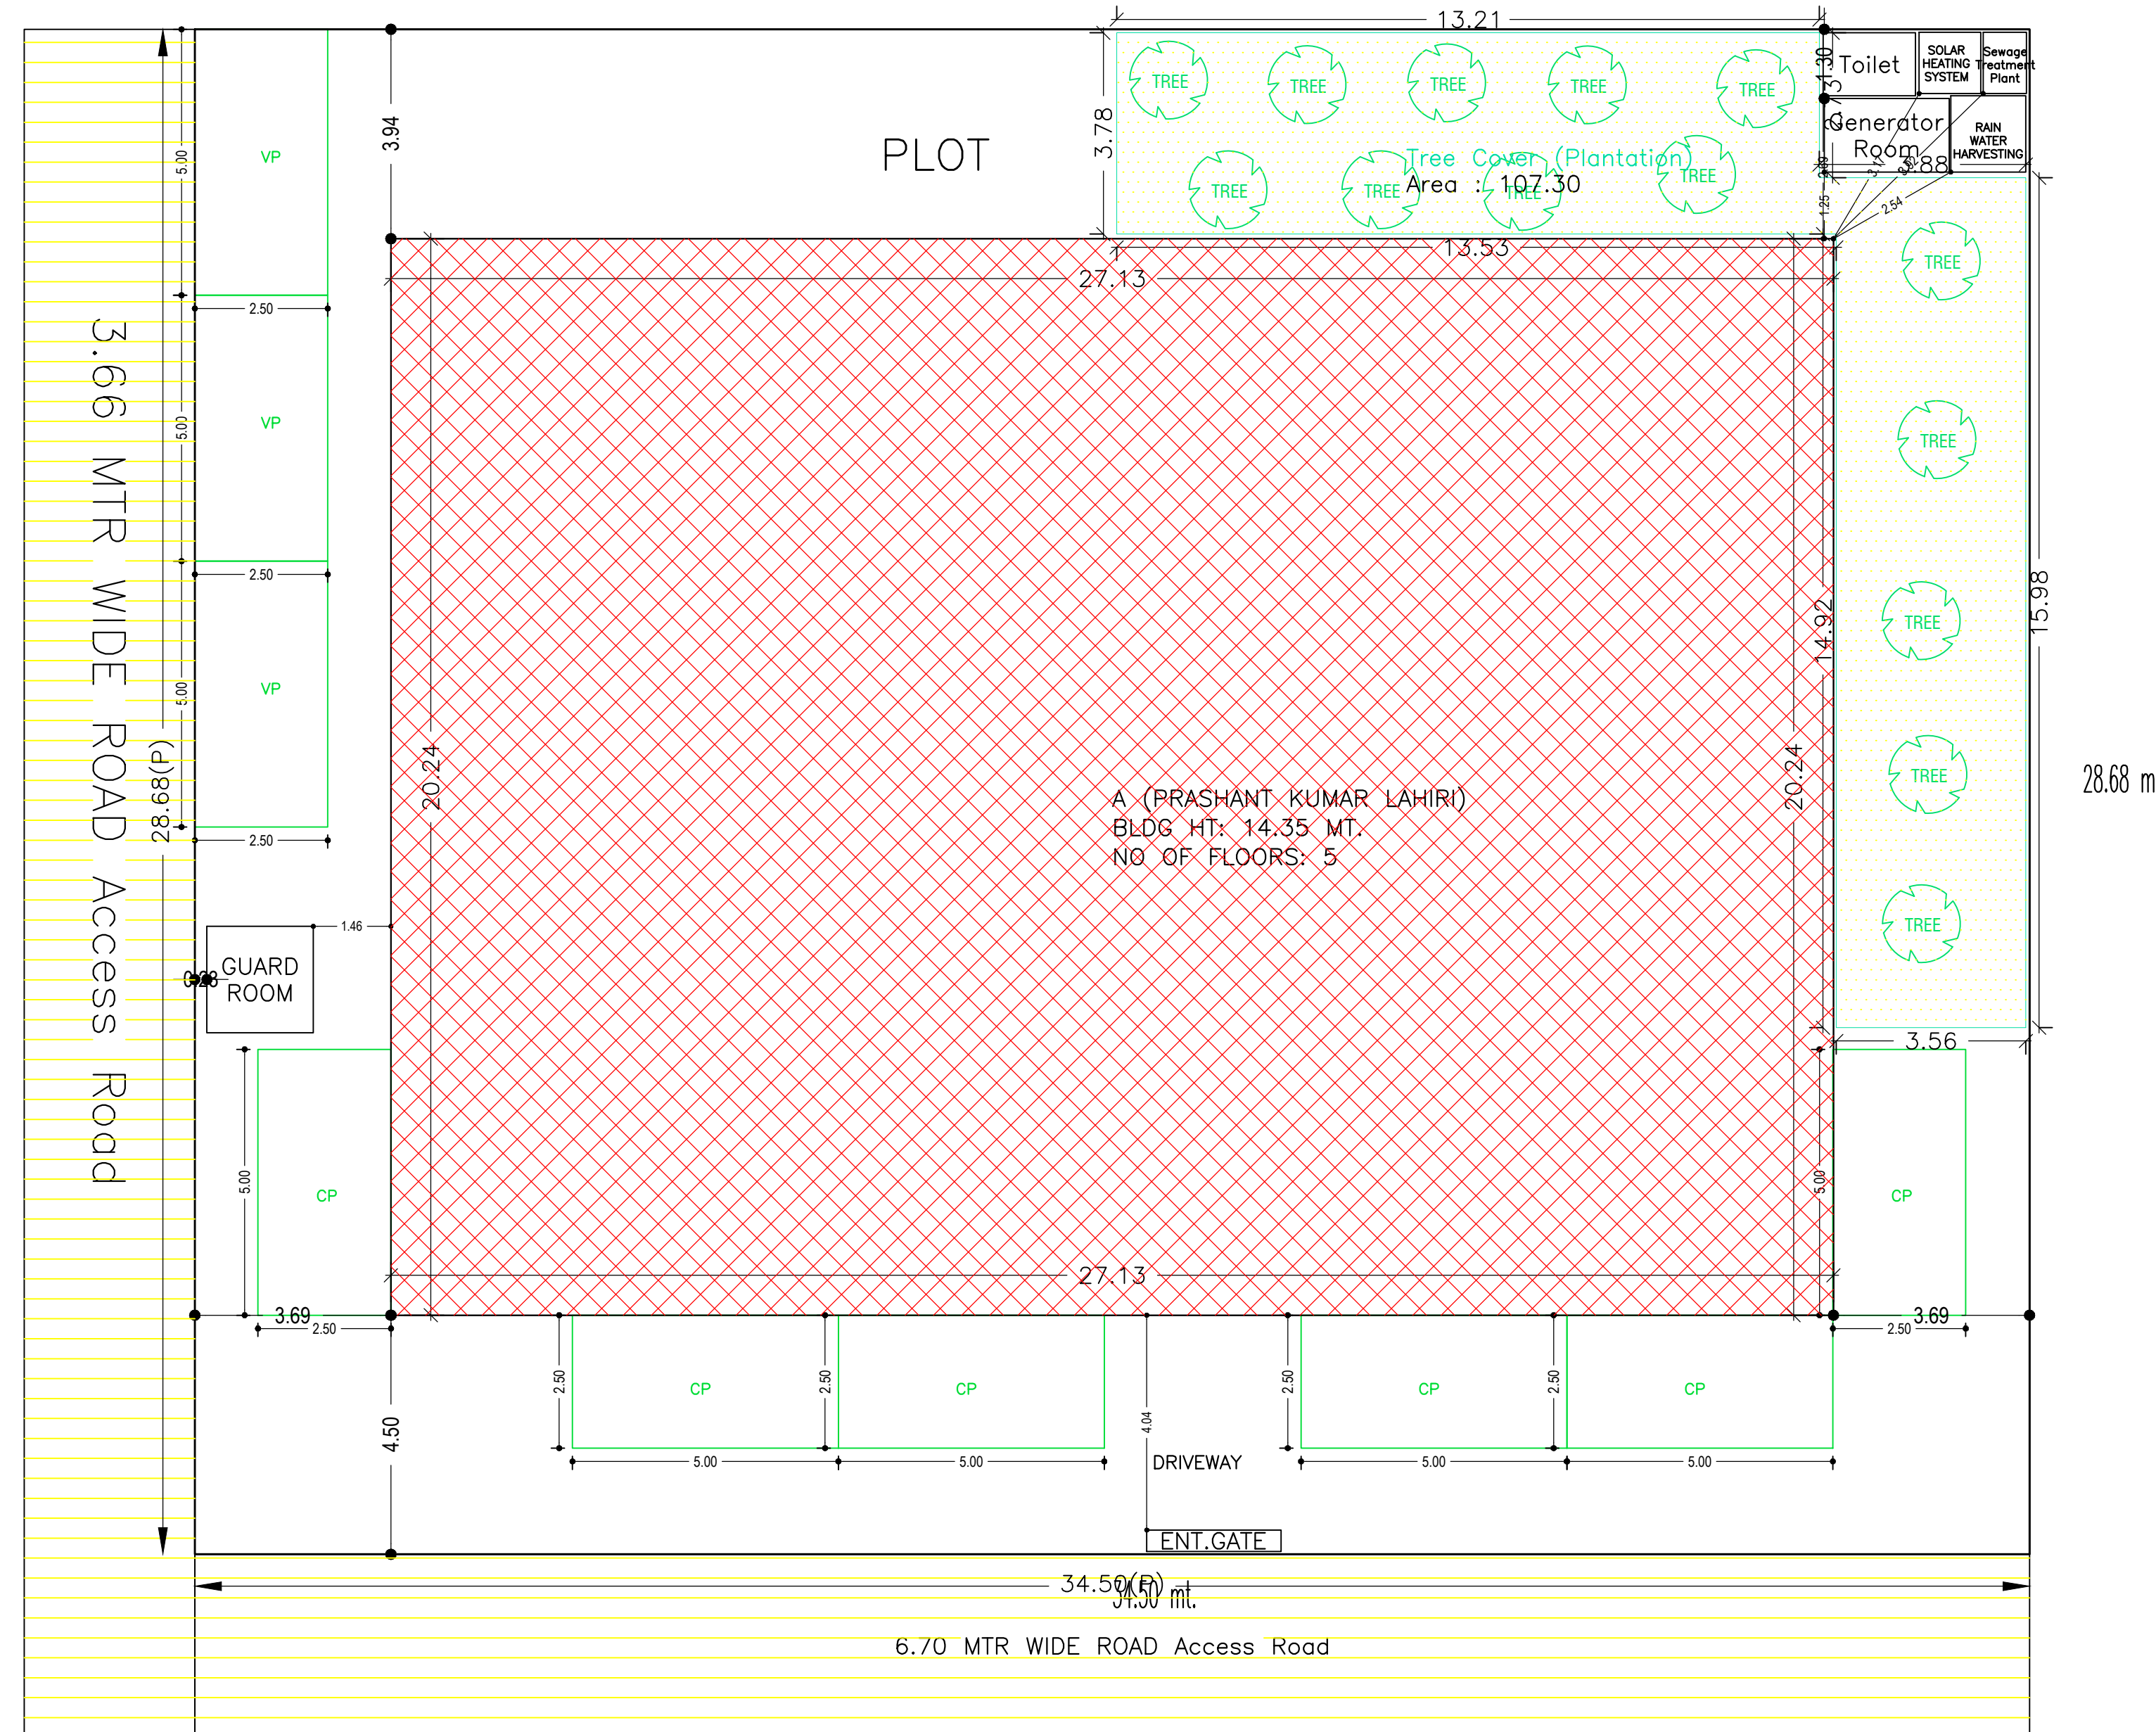 13.21
TREE
TREE
TREE
TREE
TREE
1.30
Toilet
SOLAR
HEATING
SYSTEM
Sewage
Treatment
Plant
3.94
5.00
VP
PLOT
3.78
Tree Cover (Plantation)
Area : 107.30
TREE
TREE
TREE
TREE
Generator
Room
RAIN
WATER
HARVESTING
1.25
2.54
13.53
27.13
2.50
TREE
3.66 MTR WIDE ROAD Access Road
5.00
VP
TREE
2.50
14.92
15.98
TREE
5.00
VP
28.68(P)
20.24
20.24
TREE
28.68 m
A (PRASHANT KUMAR LAHIRI)
BLDG HT: 14.35 MT.
NO OF FLOORS: 5
2.50
1.46
TREE
GUARD
ROOM
3.56
5.00
CP
5.00
CP
27.13
3.69
2.50
3.69
2.50
2.50
CP
2.50
CP
2.50
CP
2.50
CP
4.50
4.04
5.00
5.00
DRIVEWAY
5.00
5.00
ENT.GATE
34.50(P)
34.50 mt.
6.70 MTR WIDE ROAD Access Road